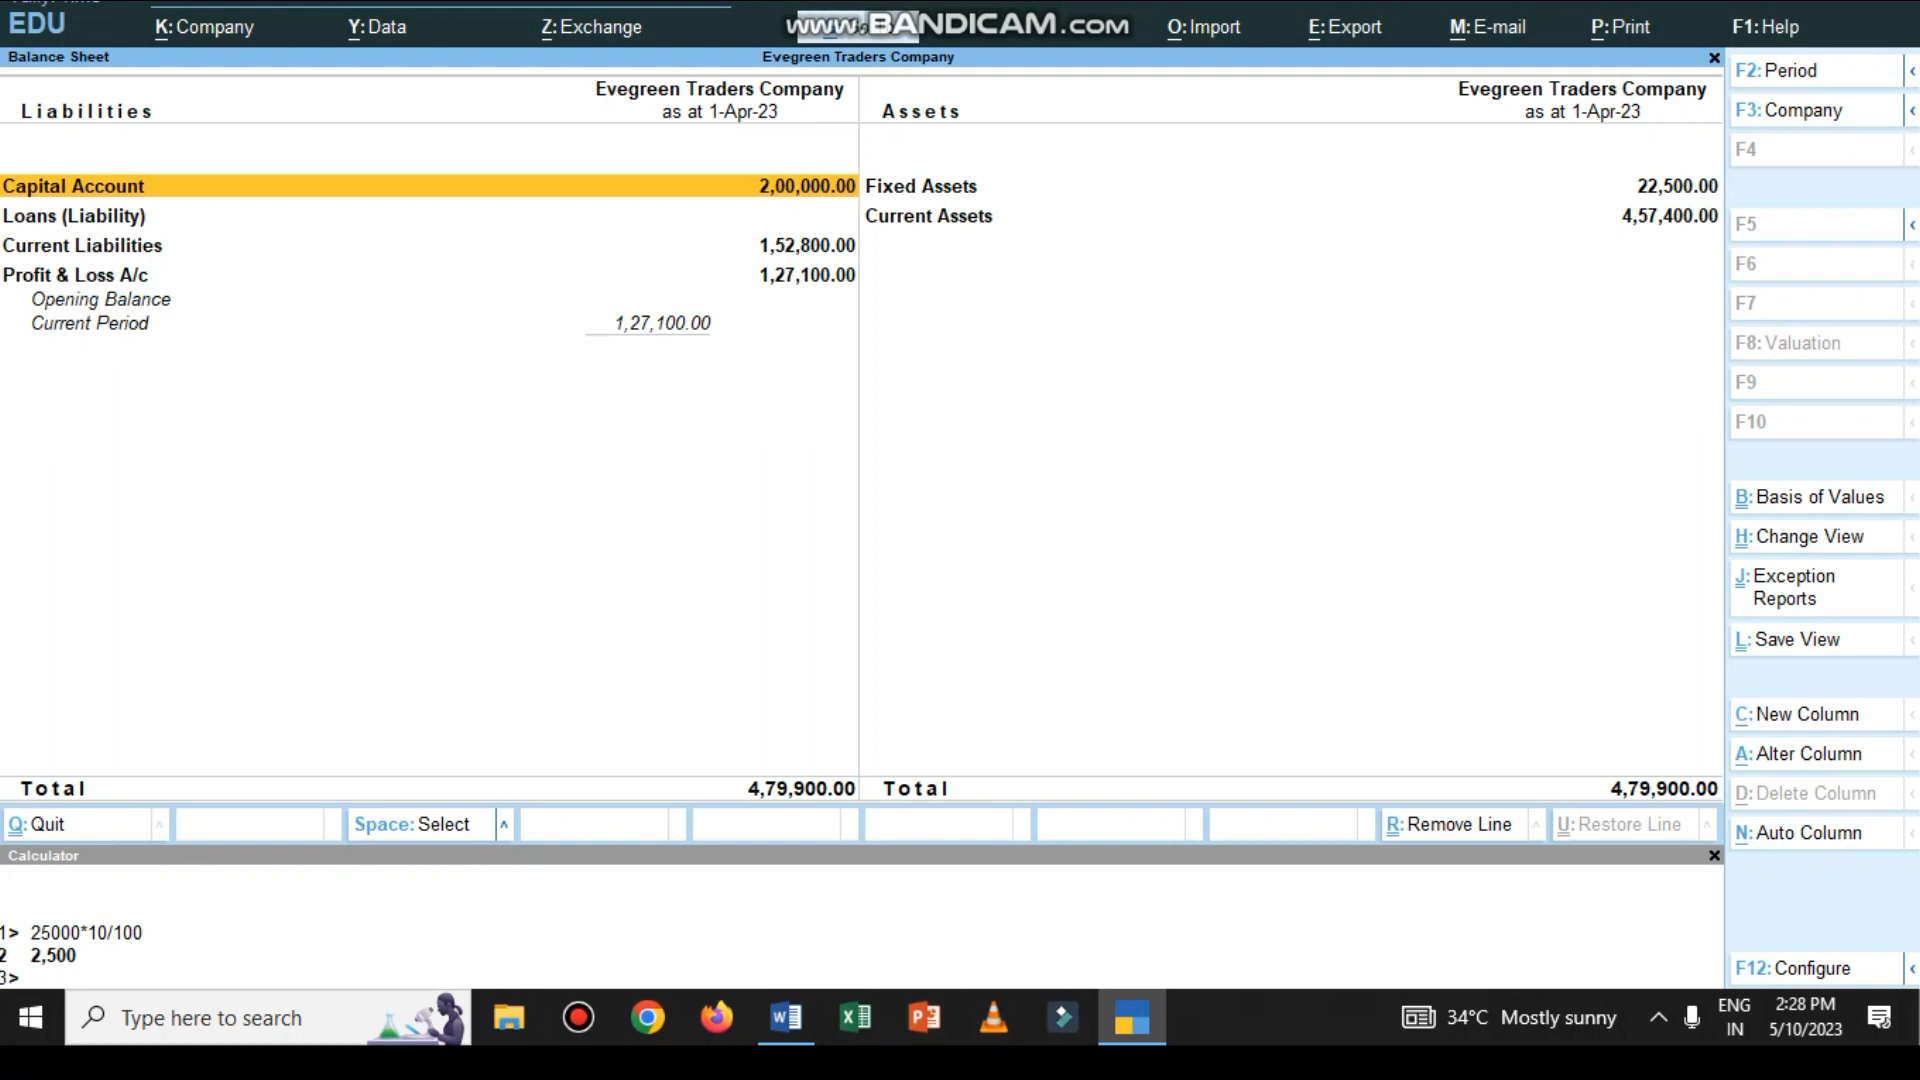 EDU
K: Company
Y: Data
Z: Exchange
www.BANDICAM.com
O: Import
E: Export
M: E-mail
P: Print
F1: Help
Balance Sheet
Evegreen Traders Company
Liabilities
Evegreen Traders Company
as at 1-Apr-23
Assets
Evegreen Traders Company
as at 1-Apr-23
Capital Account 2,00,000.00
Loans (Liability)
Current Liabilities 1,52,800.00
Profit & Loss A/c 1,27,100.00
Opening Balance
Current Period 1,27,100.00
Fixed Assets 22,500.00
Current Assets 4,57,400.00
Total 4,79,900.00
Total 4,79,900.00
Q: Quit
Space: Select
R: Remove Line
U: Restore Line
F2: Period
F3: Company
F4
F5
F6
F7
F8: Valuation
F9
F10
B: Basis of Values
H: Change View
J: Exception
Reports
L: Save View
C: New Column
A: Alter Column
D: Delete Column
N: Auto Column
F12: Configure
Calculator
1> 25000*10/100
2 2,500
3>
Type here to search
34°C Mostly sunny
ENG
IN
2:28 PM
5/10/2023